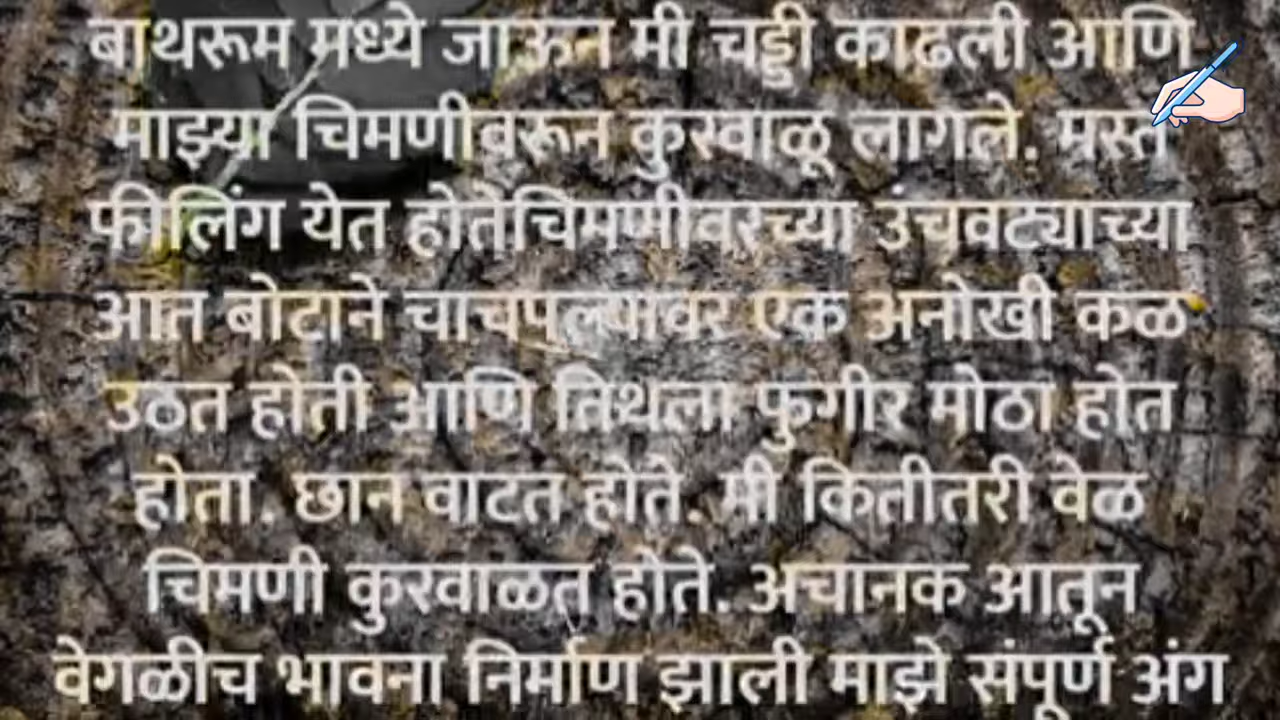 बाथरूम मध्ये जाऊन मी चड्डी काढली आणि
माझ्या चिमणीवरून कुरवाळू लागले. मस्त
फीलिंग येत होतेचिमणीवरच्या उंचवट्याच्या
आत बोटाने चाचपल्यावर एक अनोखी कळ
उठत होती आणि तिथला फुगीर मोठा होत
होता. छान वाटत होते. मी कितीतरी वेळ
चिमणी कुरवाळत होते. अचानक आतून
वेगळीच भावना निर्माण झाली माझे संपूर्ण अंग